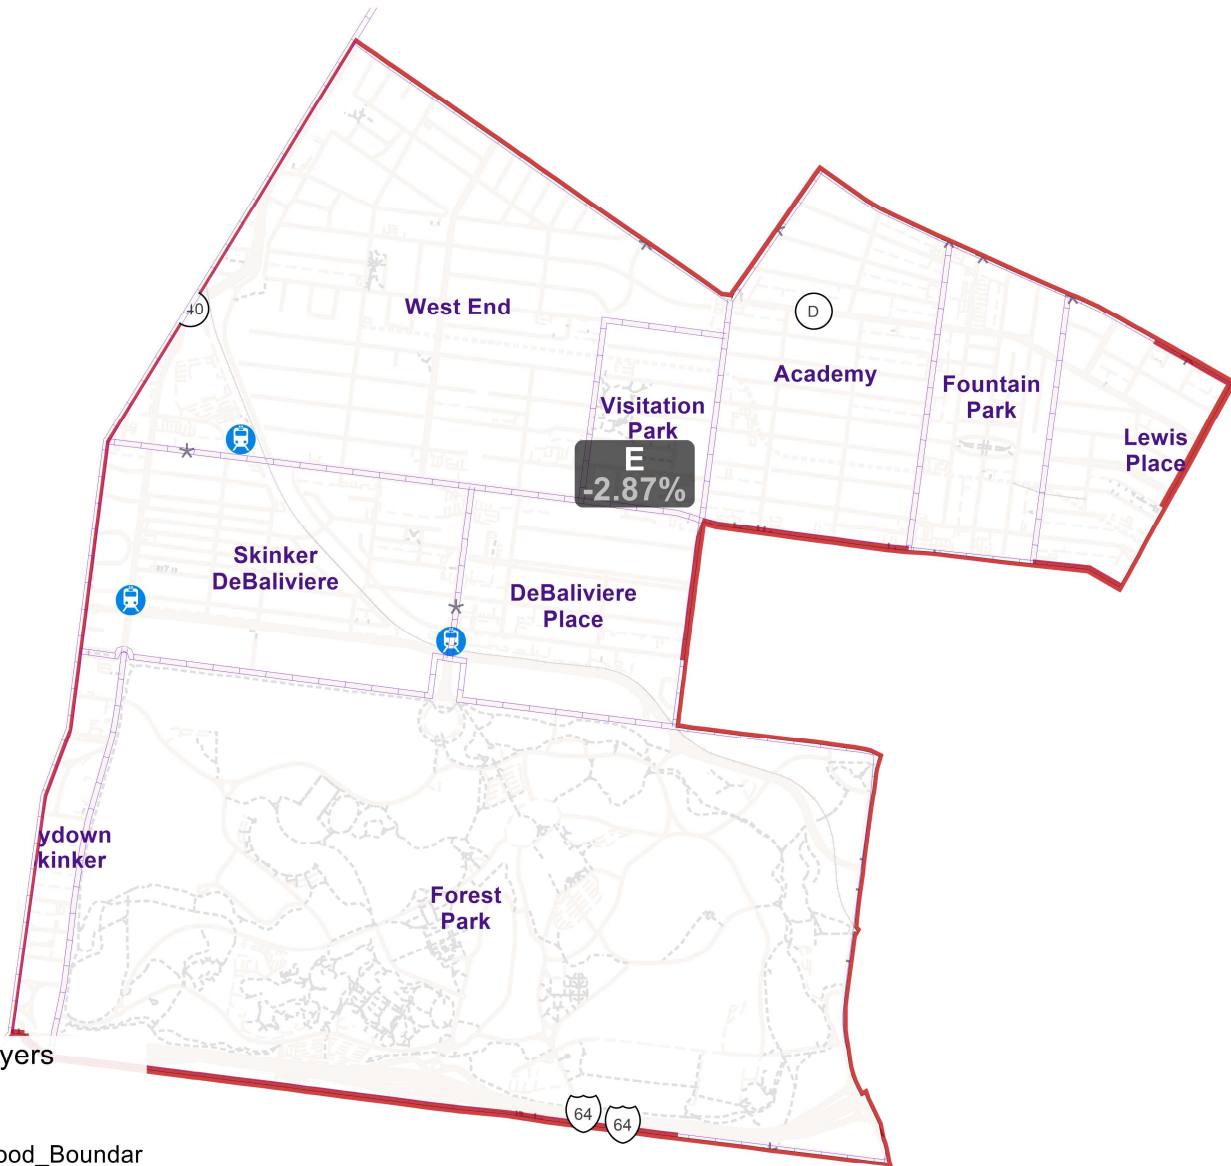 West End
40
D
Academy
Fountain
Park
Visitation
Park
Lewis
Place
E
-2.87%
Skinker
DeBaliviere
DeBaliviere
Place
ydown
kinker
Forest
Park
yers
64
64
ood_Boundar